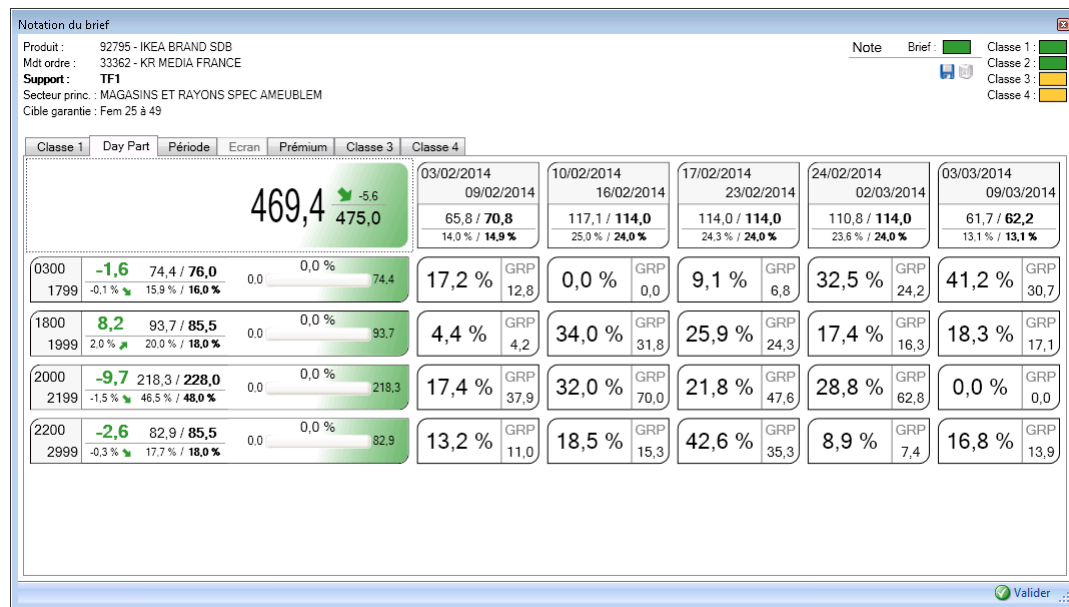 Notation du brief
Produit : 92795 - IKEA BRAND SDB
Mdt ordre : 33362 - KR MEDIA FRANCE
Support : TF1
Secteur princ. : MAGASINS ET RAYONS SPEC AMEUBLEM
Cible garantie : Fem 25 à 49
Note Brief : Classe 1 :
Classe 2 :
Classe 3 :
Classe 4 :
Classe 1 Day Part Période Ecran Prémium Classe 3 Classe 4
469,4 -5,6
475,0
03/02/2014 10/02/2014 17/02/2014 24/02/2014 03/03/2014
09/02/2014 16/02/2014 23/02/2014 02/03/2014 09/03/2014
65,8 / 70,8 117,1 / 114,0 114,0 / 114,0 110,8 / 114,0 61,7 / 62,2
14,0 % / 14,9 % 25,0 % / 24,0 % 24,3 % / 24,0 % 23,6 % / 24,0 % 13,1 % / 13,1 %
0300 -1,6 74,4 / 76,0 0,0 0,0 % 74,4 17,2 % GRP 0,0 % GRP 9,1 % GRP 32,5 % GRP 41,2 % GRP
1799 -0,1 % 15,9 % / 16,0 % 12,8 0,0 6,8 24,2 30,7
1800 8,2 93,7 / 85,5 0,0 0,0 % 93,7 4,4 % GRP 34,0 % GRP 25,9 % GRP 17,4 % GRP 18,3 % GRP
1999 2,0 % 20,0 % / 18,0 % 4,2 31,8 24,3 16,3 17,1
2000 -9,7 218,3 / 228,0 0,0 0,0 % 218,3 17,4 % GRP 32,0 % GRP 21,8 % GRP 28,8 % GRP 0,0 % GRP
2199 -1,5 % 46,5 % / 48,0 % 37,9 70,0 47,6 62,8 0,0
2200 -2,6 82,9 / 85,5 0,0 0,0 % 82,9 13,2 % GRP 18,5 % GRP 42,6 % GRP 8,9 % GRP 16,8 % GRP
2999 -0,3 % 17,7 % / 18,0 % 11,0 15,3 35,3 7,4 13,9
Valider